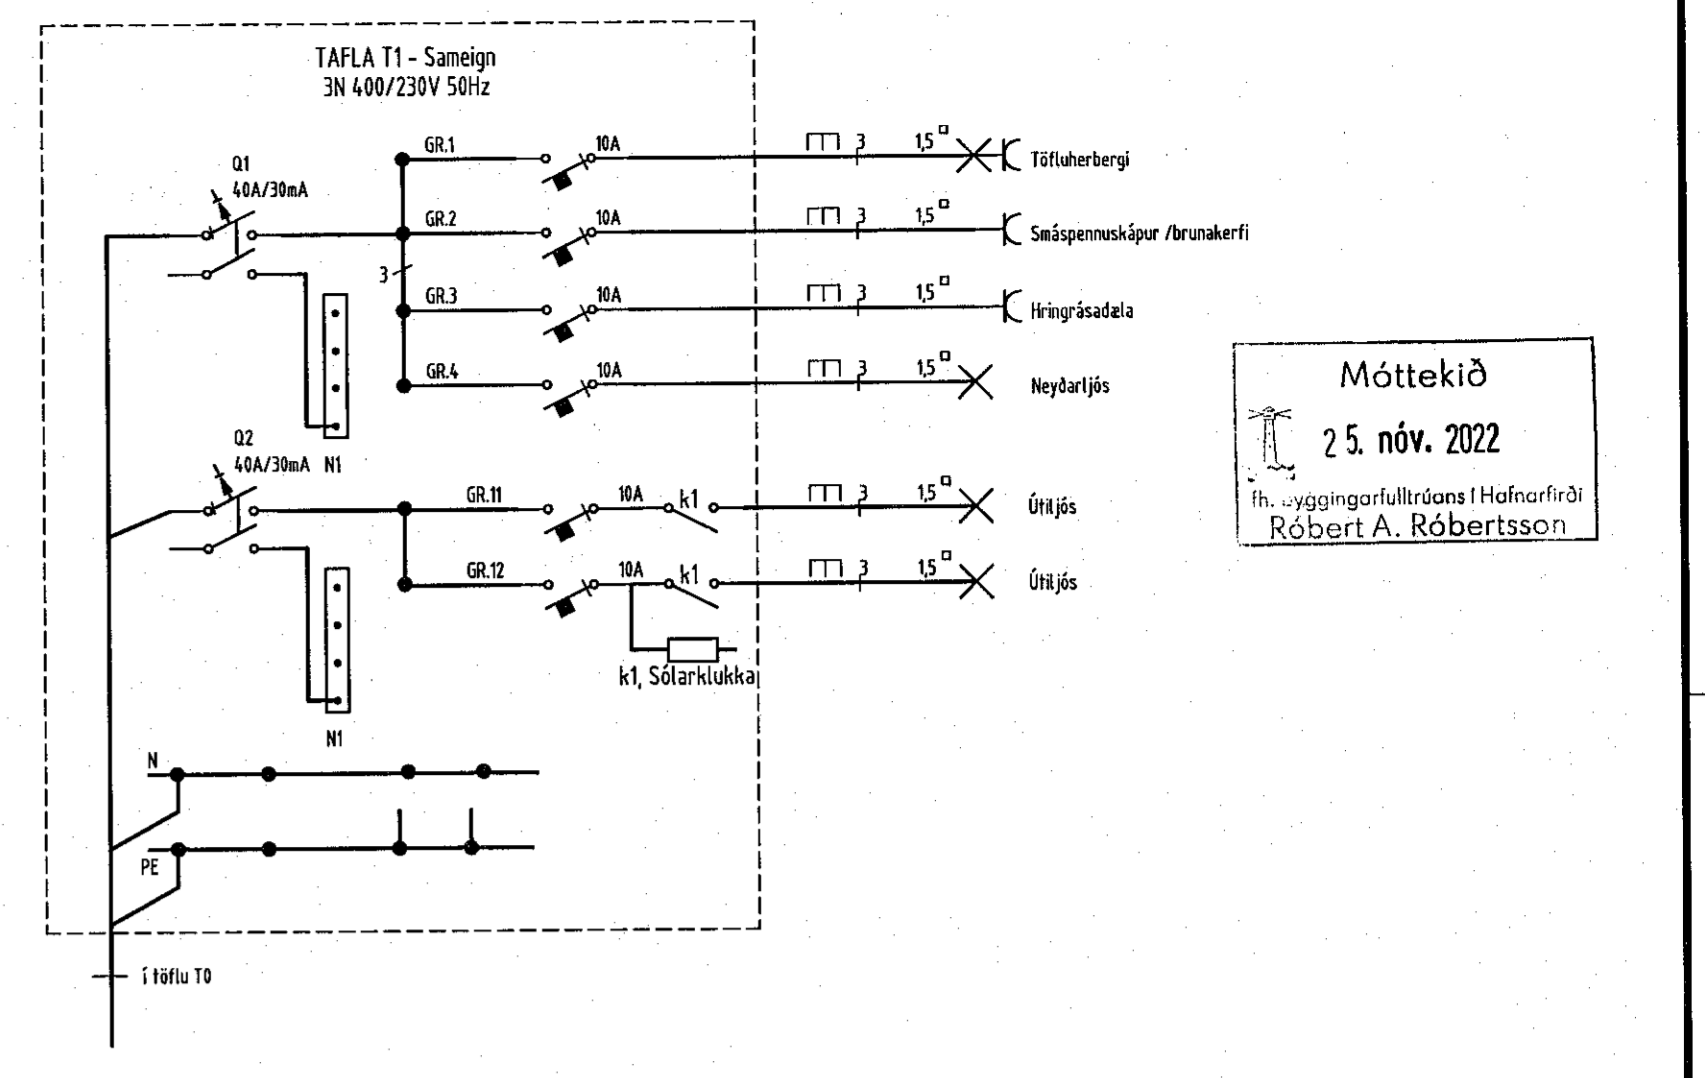 TAFLA T1 - Sameign
3N 400/230V 50Hz
Q1
40A/30mA
GR.1
10A
3
1,5
Töfluherbergi
GR.2
10A
3
1,5
Smáspennuskápur /brunakerfi
3
GR.3
10A
3
1,5
Hringrásadæla
GR.4
10A
3
1,5
Neyðarljós
N1
Q2
40A/30mA
GR.11
10A
k1
3
1,5
Útiljós
GR.12
10A
k1
3
1,5
Útiljós
k1, Sólarklukka
N1
N
PE
í töflu T0
Móttekið
25. nóv. 2022
fh. byggingarfulltrúans í Hafnarfirði
Róbert A. Róbertsson